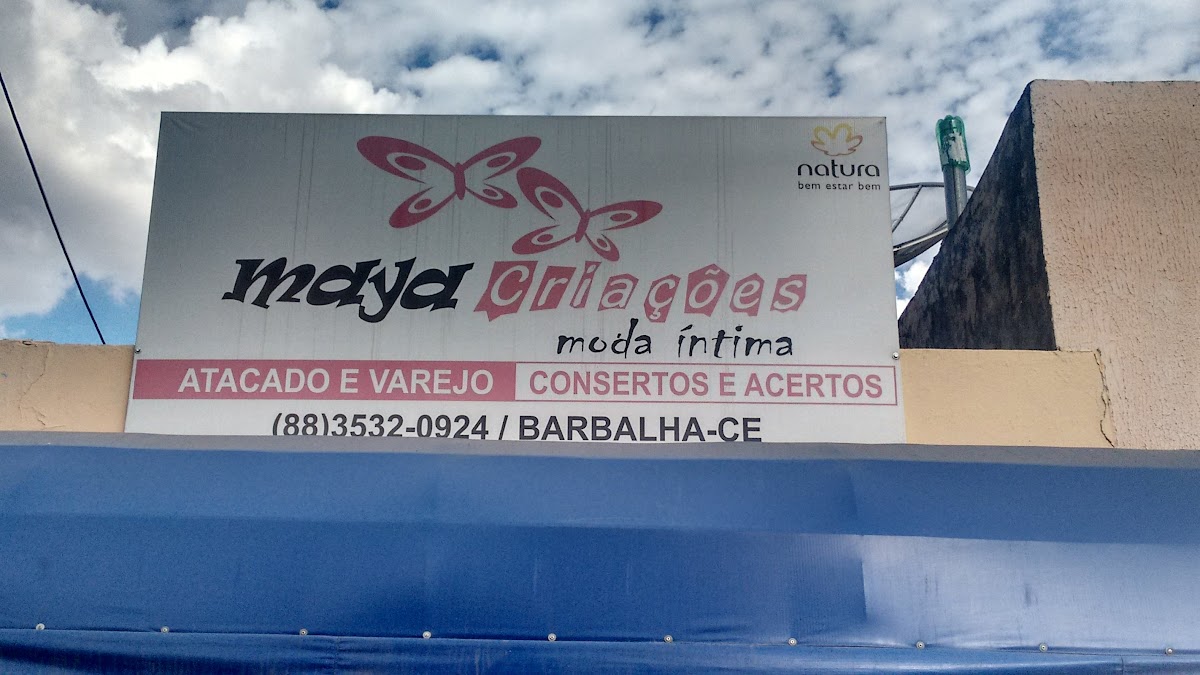 natura
bem estar bem
maya Criações
moda íntima
ATACADO E VAREJO CONSERTOS E ACERTOS
(88)3532-0924 / BARBALHA-CE